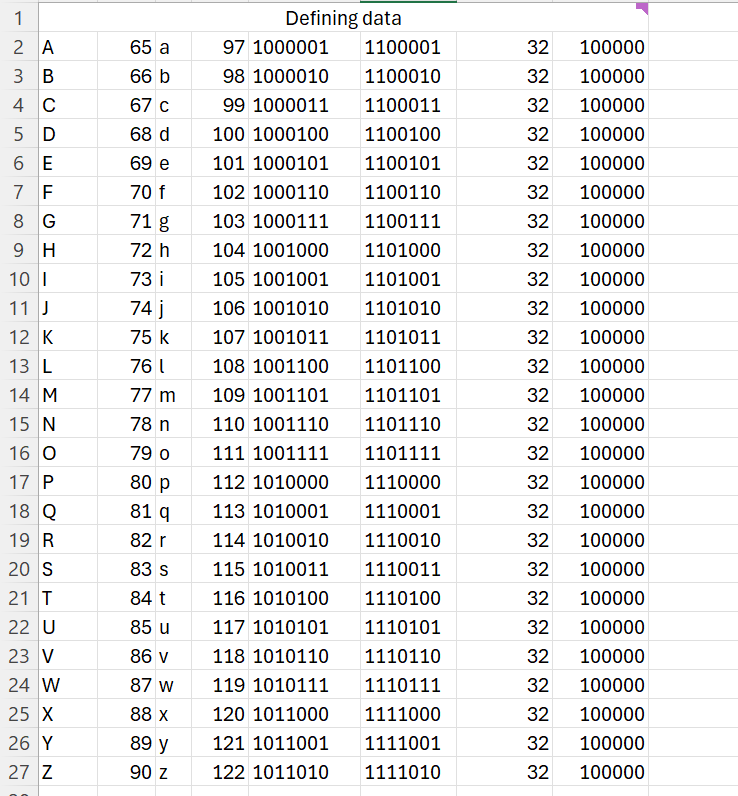 1 Defining data
2 A 65 a 97 1000001 1100001 32 100000
3 B 66 b 98 1000010 1100010 32 100000
4 C 67 c 99 1000011 1100011 32 100000
5 D 68 d 100 1000100 1100100 32 100000
6 E 69 e 101 1000101 1100101 32 100000
7 F 70 f 102 1000110 1100110 32 100000
8 G 71 g 103 1000111 1100111 32 100000
9 H 72 h 104 1001000 1101000 32 100000
10 I 73 i 105 1001001 1101001 32 100000
11 J 74 j 106 1001010 1101010 32 100000
12 K 75 k 107 1001011 1101011 32 100000
13 L 76 l 108 1001100 1101100 32 100000
14 M 77 m 109 1001101 1101101 32 100000
15 N 78 n 110 1001110 1101110 32 100000
16 O 79 o 111 1001111 1101111 32 100000
17 P 80 p 112 1010000 1110000 32 100000
18 Q 81 q 113 1010001 1110001 32 100000
19 R 82 r 114 1010010 1110010 32 100000
20 S 83 s 115 1010011 1110011 32 100000
21 T 84 t 116 1010100 1110100 32 100000
22 U 85 u 117 1010101 1110101 32 100000
23 V 86 v 118 1010110 1110110 32 100000
24 W 87 w 119 1010111 1110111 32 100000
25 X 88 x 120 1011000 1111000 32 100000
26 Y 89 y 121 1011001 1111001 32 100000
27 Z 90 z 122 1011010 1111010 32 100000